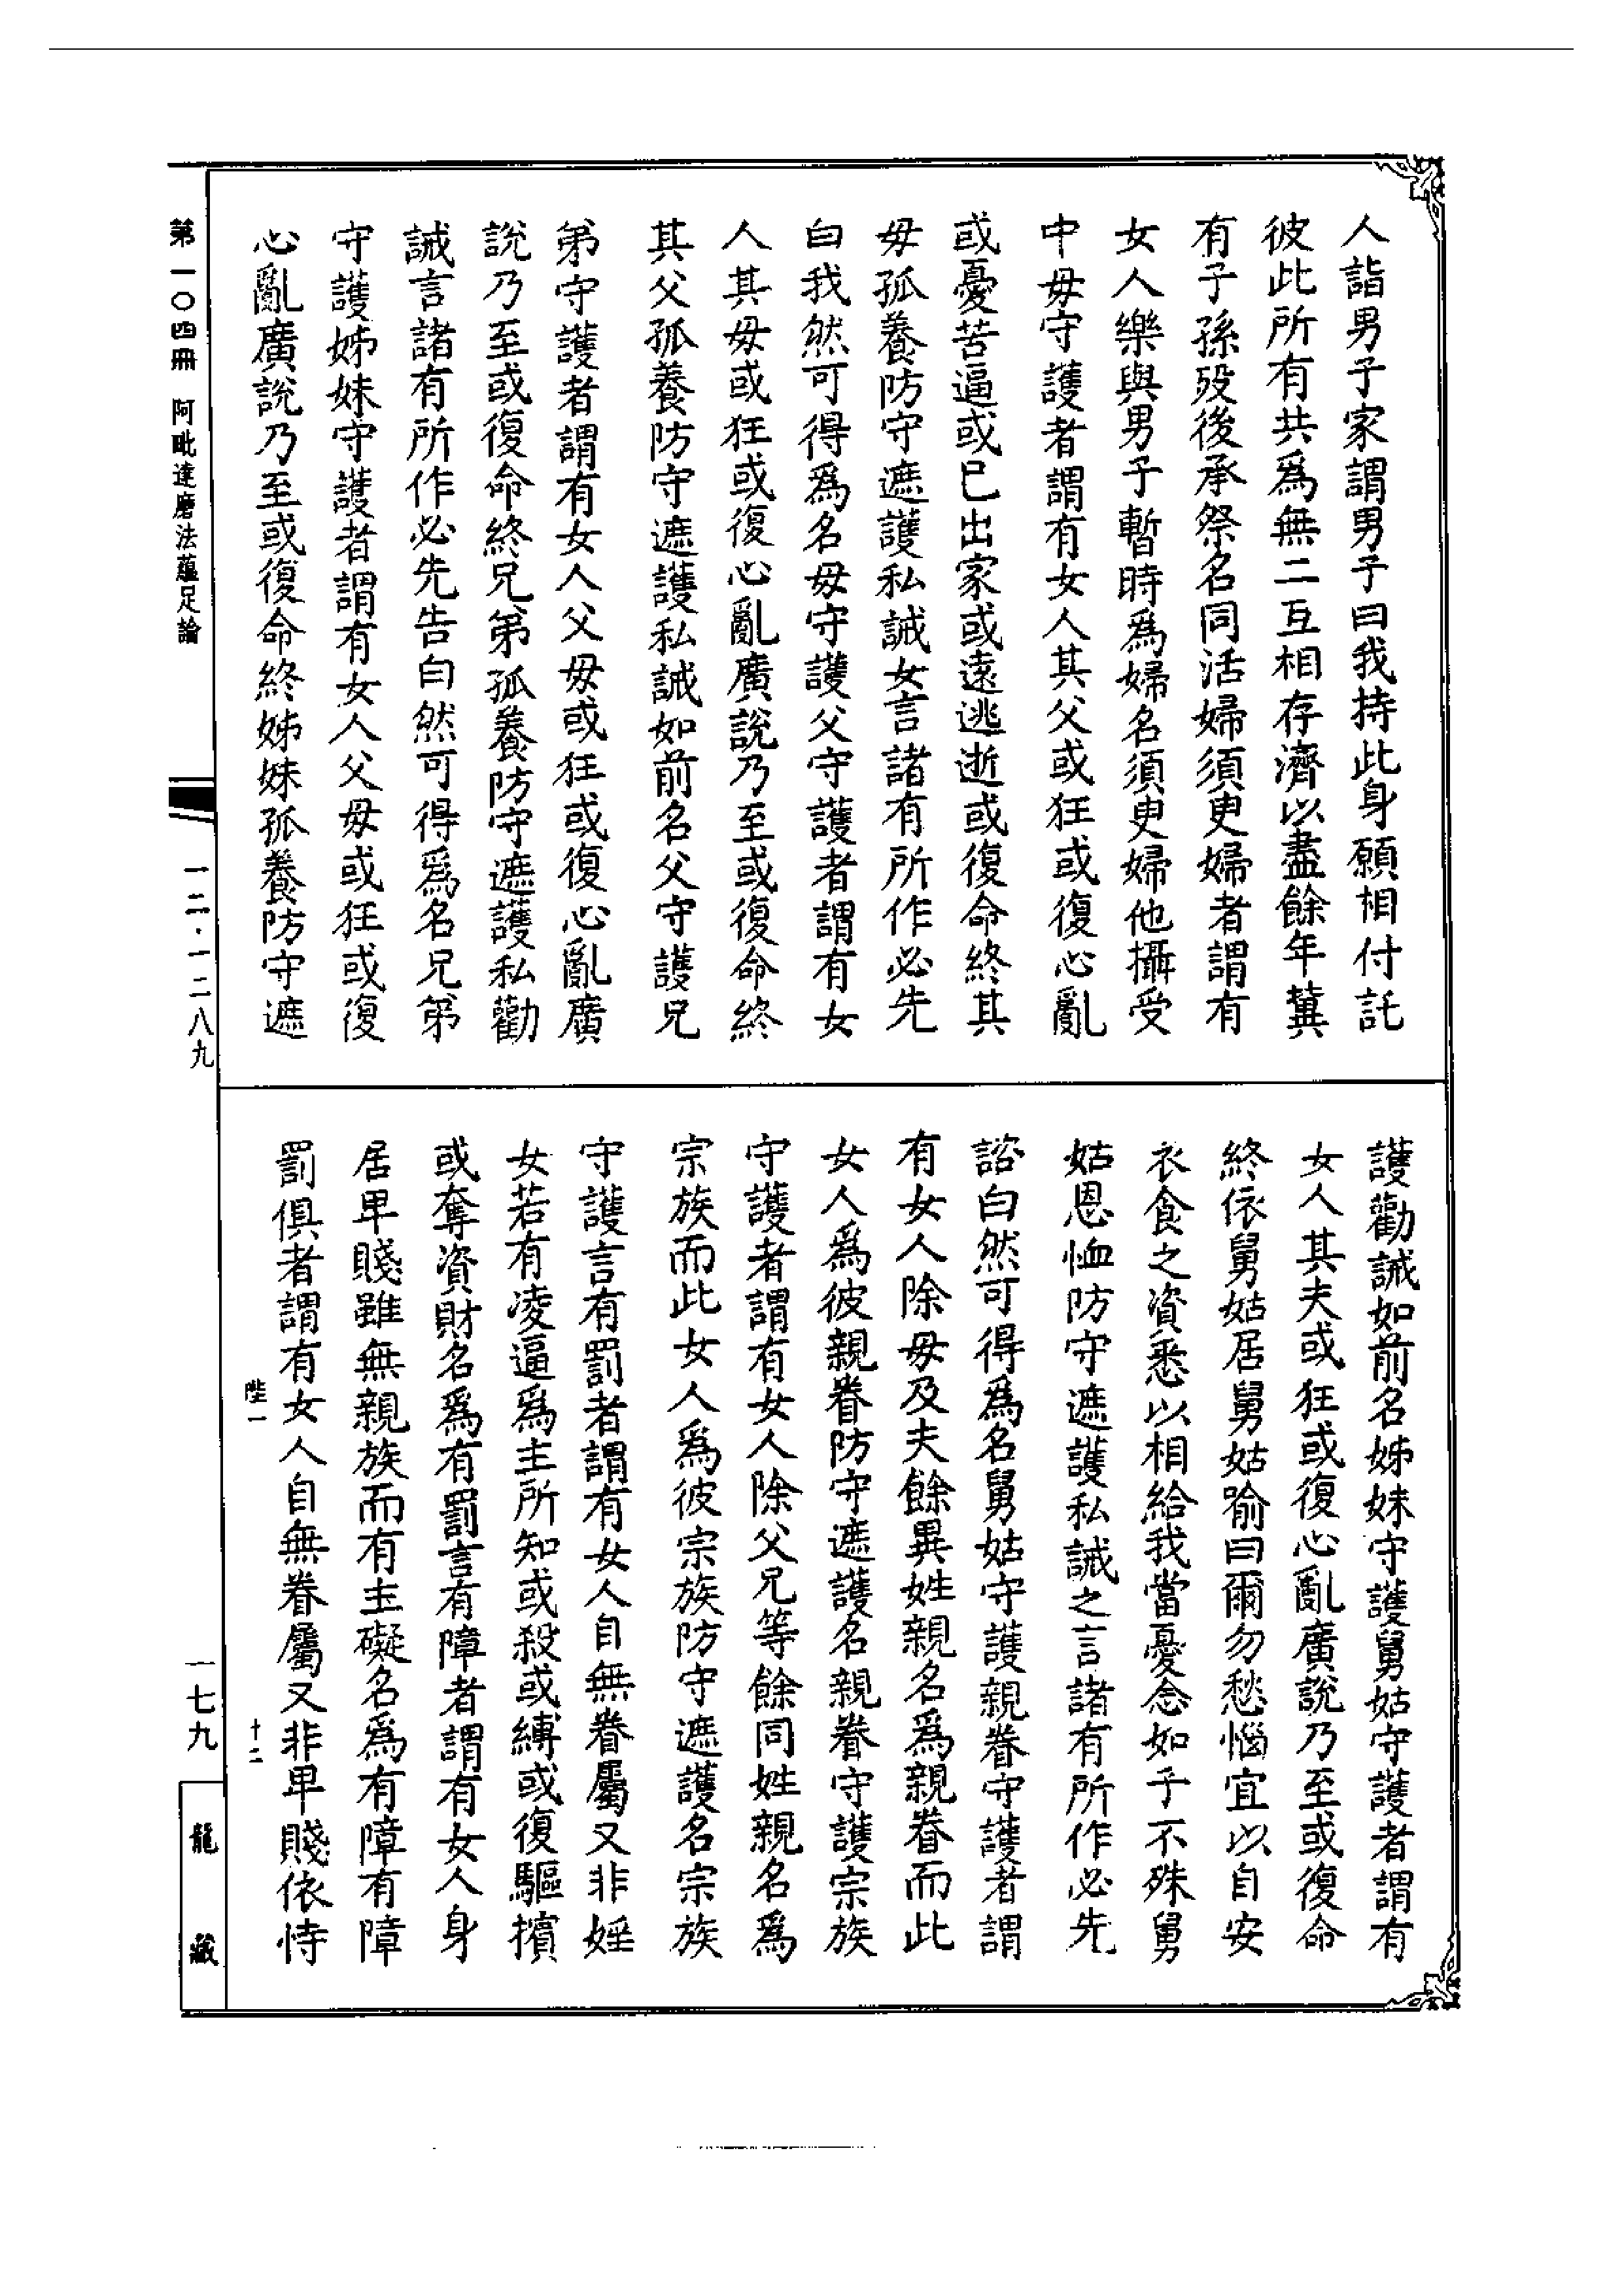 人詣男子家謂男子曰我持此身願相付託
彼此所有共爲無二互相存濟以盡餘年冀
有子孫歿後承祭名同活婦須臾婦者謂有
女人樂與男子暫時爲婦名須臾婦他攝受
中毋守護者謂有女人其父或狂或復心亂
或憂苦逼或已出家或遠逃逝或復命終其
毋孤養防守遮護私誡女言諸有所作必先
白我然可得爲名毋守護父守護者謂有女
人其毋或狂或復心亂廣說乃至或復命終
其父孤養防守遮護私誡如前名父守護兄
弟守護者謂有女人父毋或狂或復心亂廣
說乃至或復命終兄弟孤養防守遮護私勸
誡言諸有所作必先告白然可得爲名兄弟
守護姊妹守護者謂有女人父毋或狂或復
心亂廣說乃至或復命終姊妹孤養防守遮
護勸誡如前名姊妹守護舅姑守護者謂有
女人其夫或狂或復心亂廣說乃至或復命
終依舅姑居舅姑喻曰爾勿愁惱宜以自安
衣食之資悉以相給我當憂念如子不殊舅
姑恩恤防守遮護私誡之言諸有所作必先
諮白然可得爲名舅姑守護親眷守護者謂
有女人除毋及夫餘異姓親名爲親眷而此
女人爲彼親眷防守遮護名親眷守護宗族
守護者謂有女人除父兄等餘同姓親名爲
宗族而此女人爲彼宗族防守遮護名宗族
守護言有罰者謂有女人自無眷屬又非婬
女若有凌逼爲主所知或殺或縛或復驅擯
或奪資財名爲有罰言有障者謂有女人身
居卑賤雖無親族而有主礙名爲有障有障
罰俱者謂有女人自無眷屬又非卑賤依恃
陛一 十二
第一〇四冊 阿毗達磨法蘊足論
一二·一二八九
一七九
龍藏